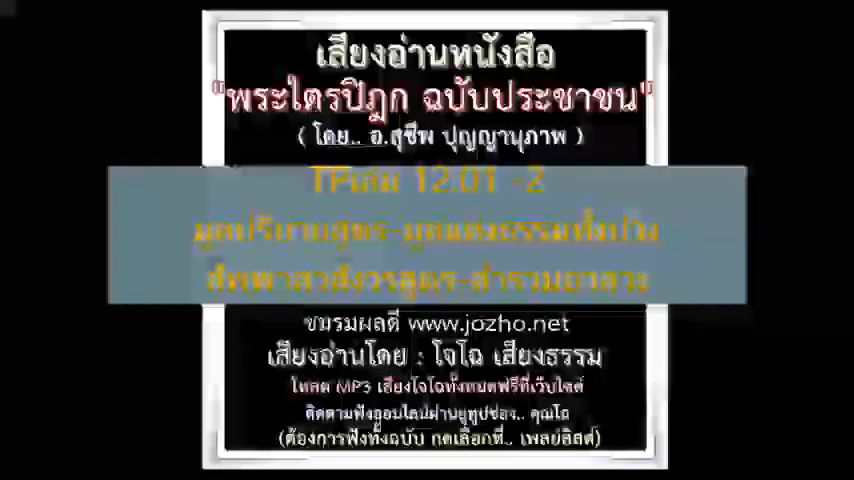 เสียงอ่านหนังสือ
"พระไตรปิฎก ฉบับประชาชน"
( โดย.. อ.สุชีพ ปุญญานุภาพ )
TPเล่ม 12.01 -2
มูลปริยายสูตร-มูลแห่งธรรมทั้งปวง
สัพพาสวสังวรสูตร-สำรวมอาสวะ
ชมรมผลดี www.jozho.net
เสียงอ่านโดย : โจโฉ เสียงธรรม
โหลด MP3 เสียงโจโฉทั้งหมดฟรีที่เว็บไซต์
ติดตามฟังออนไลน์ผ่านยูทูปของ.. คุณโจ
(ต้องการฟังทั้งฉบับ กดเลือกที่.. เพลย์ลิสต์)